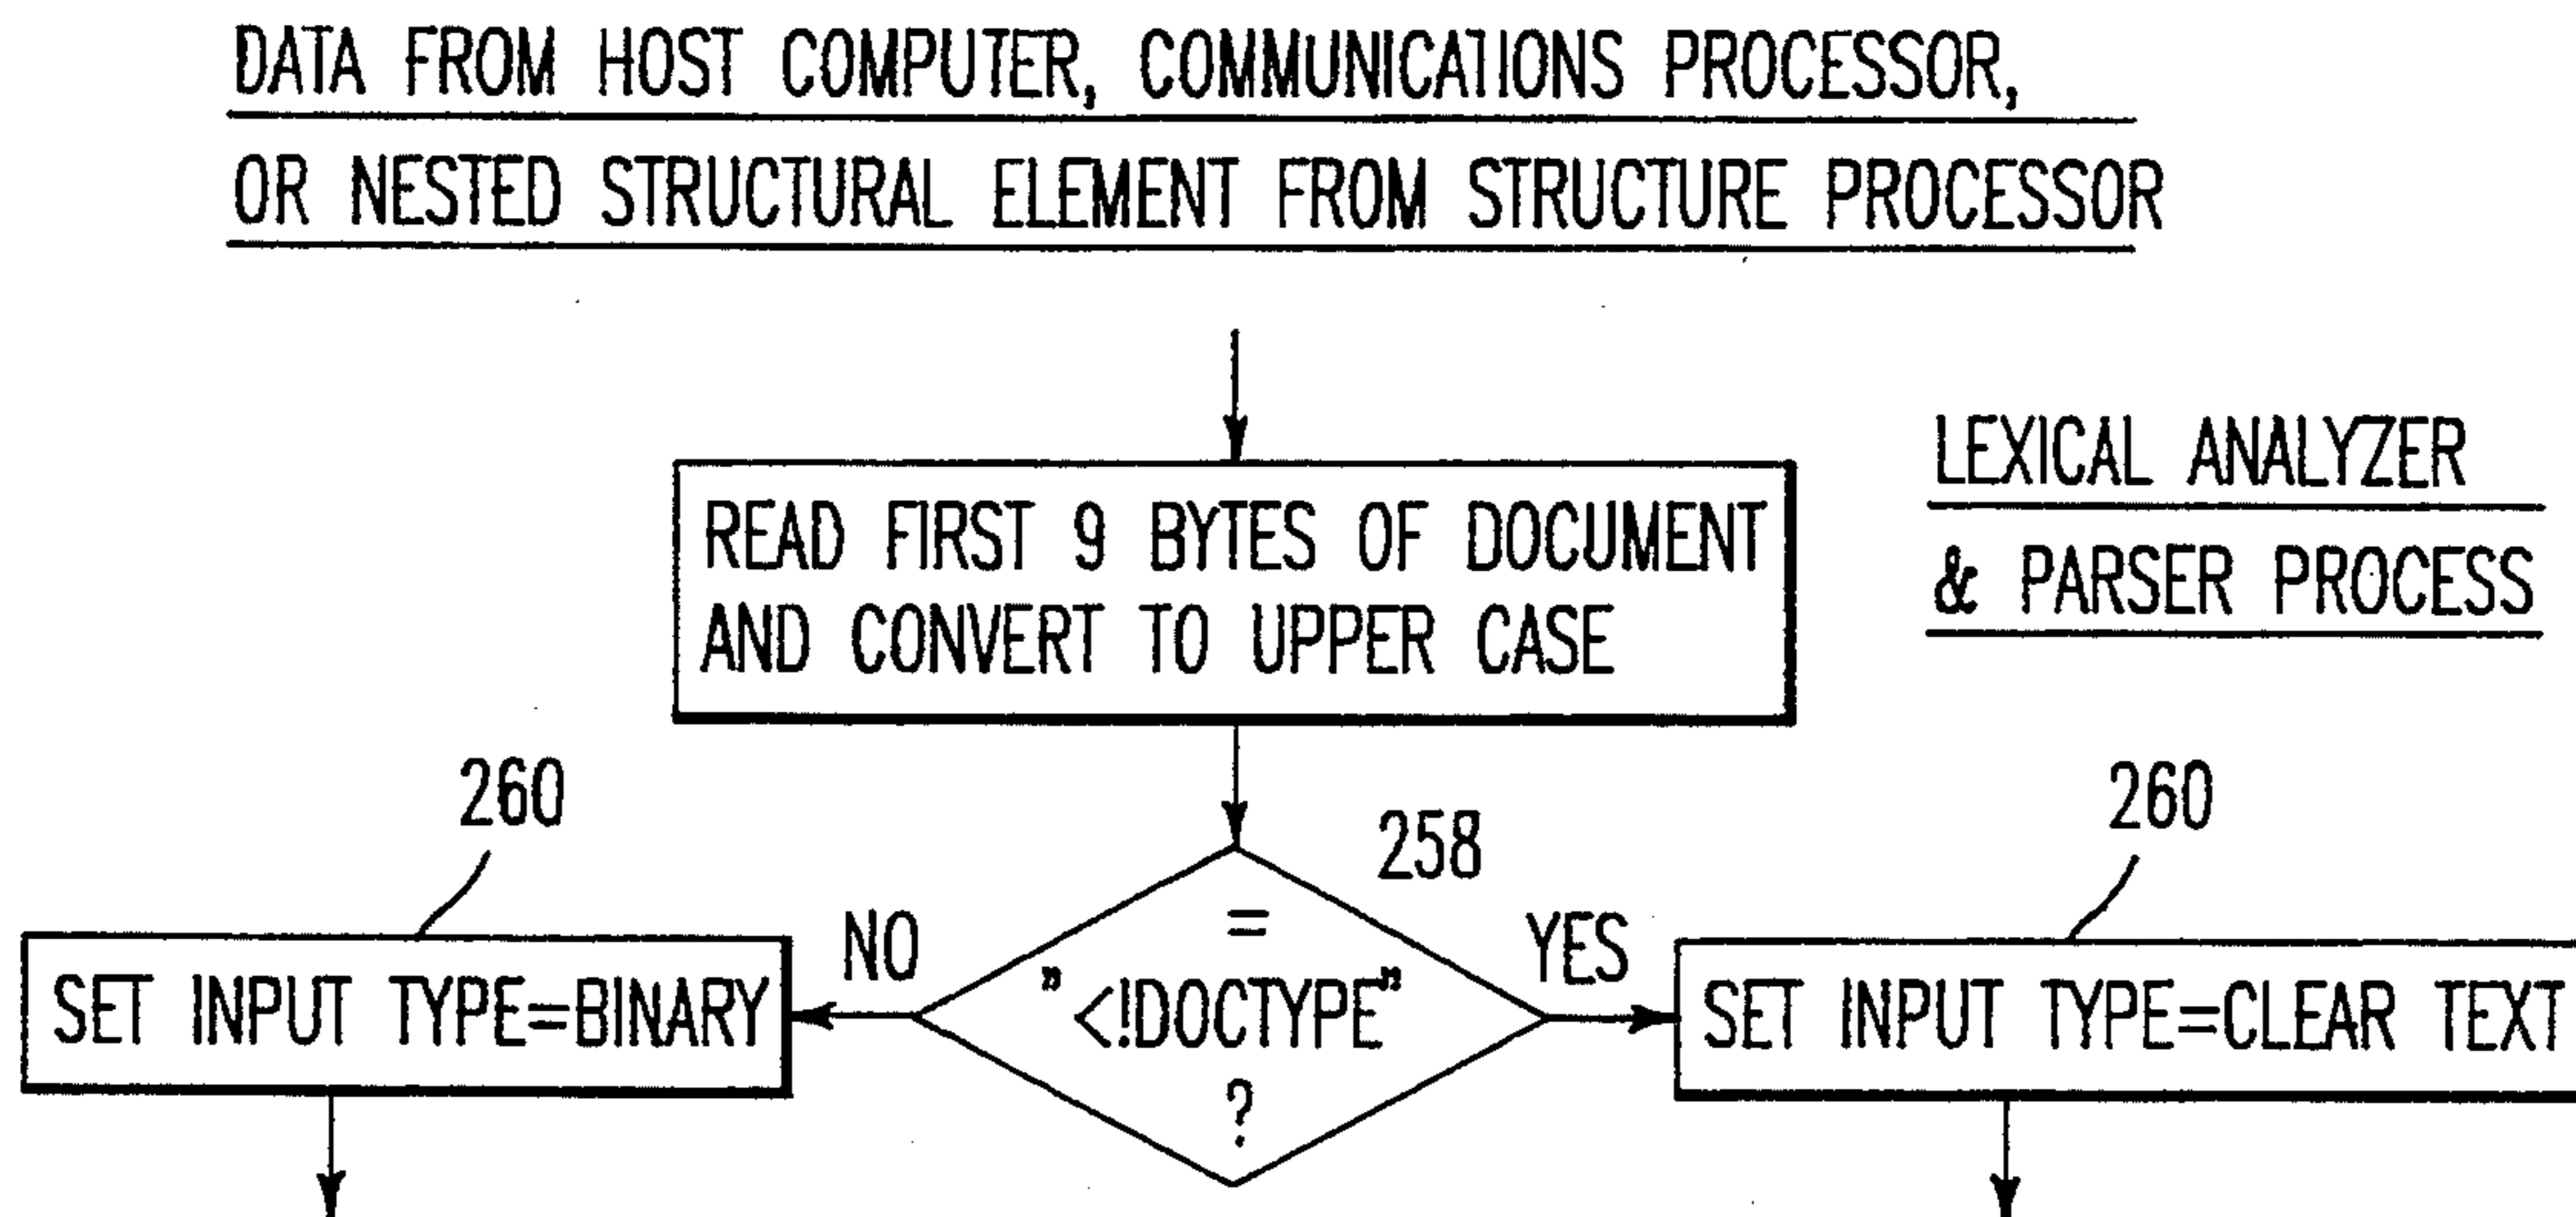 DATA FROM HOST COMPUTER, COMMUNICATIONS PROCESSOR,
OR NESTED STRUCTURAL ELEMENT FROM STRUCTURE PROCESSOR
LEXICAL ANALYZER
& PARSER PROCESS
READ FIRST 9 BYTES OF DOCUMENT
AND CONVERT TO UPPER CASE
260
258
260
NO
=
YES
SET INPUT TYPE=BINARY
"<!DOCTYPE"
SET INPUT TYPE=CLEAR TEXT
?